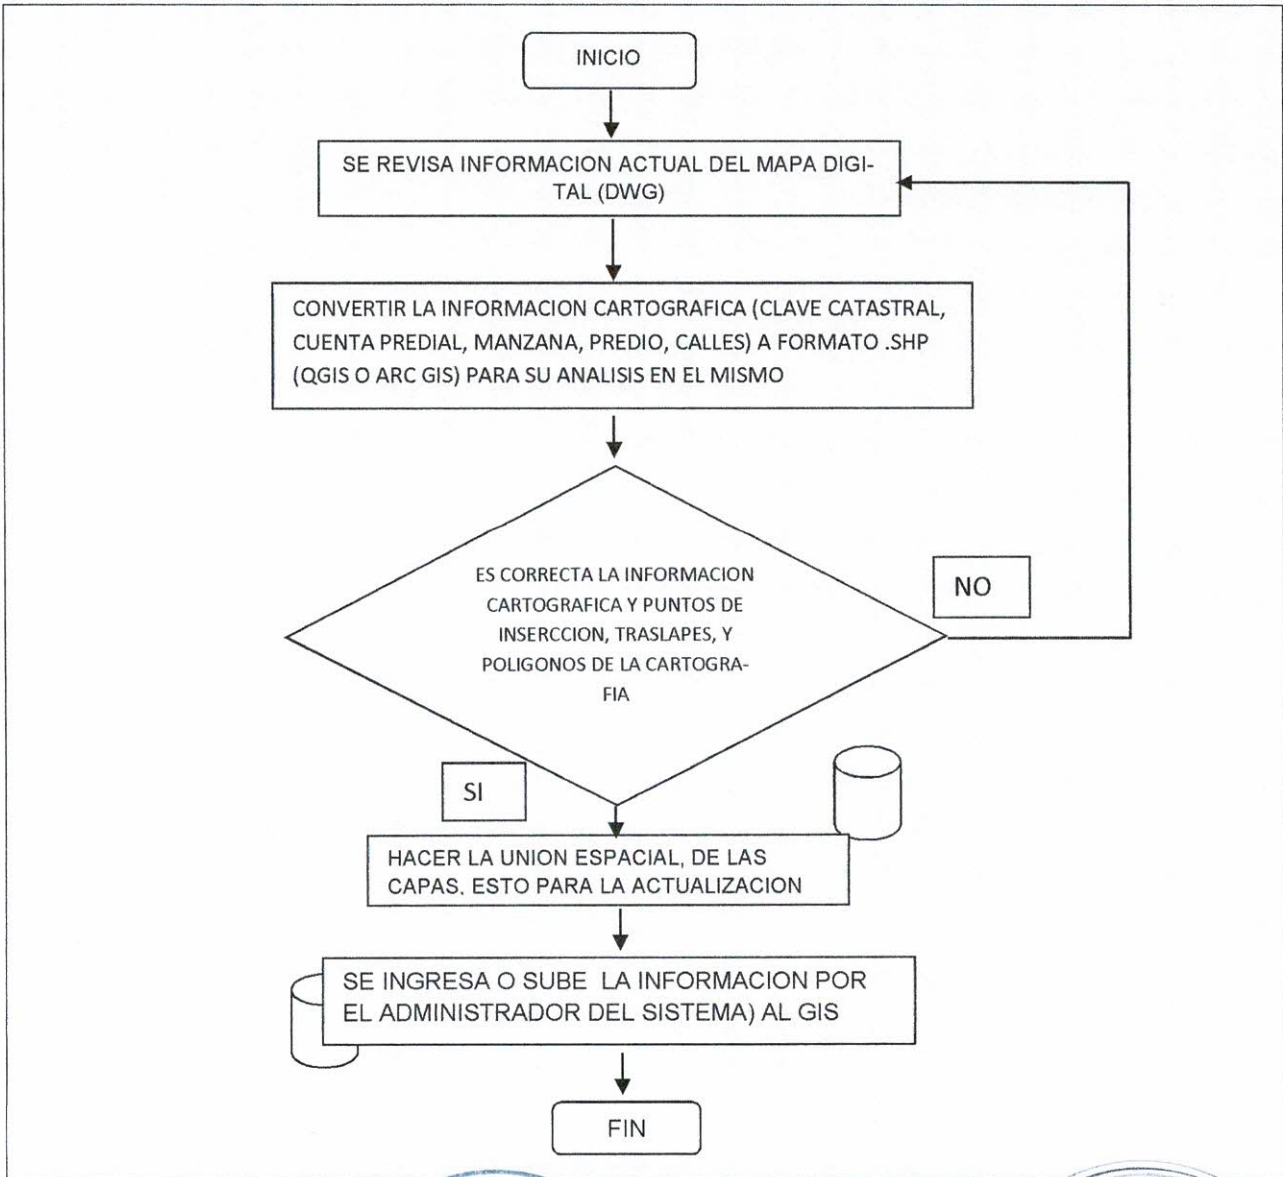 INICIO
SE REVISA INFORMACION ACTUAL DEL MAPA DIGI-
TAL (DWG)
CONVERTIR LA INFORMACION CARTOGRAFICA (CLAVE CATASTRAL,
CUENTA PREDIAL, MANZANA, PREDIO, CALLES) A FORMATO .SHP
(QGIS O ARC GIS) PARA SU ANALISIS EN EL MISMO
ES CORRECTA LA INFORMACION
CARTOGRAFICA Y PUNTOS DE
INSERCCION, TRASLAPES, Y
POLIGONOS DE LA CARTOGRA-
FIA
NO
SI
HACER LA UNION ESPACIAL, DE LAS
CAPAS. ESTO PARA LA ACTUALIZACION
SE INGRESA O SUBE  LA INFORMACION POR
EL ADMINISTRADOR DEL SISTEMA) AL GIS
FIN